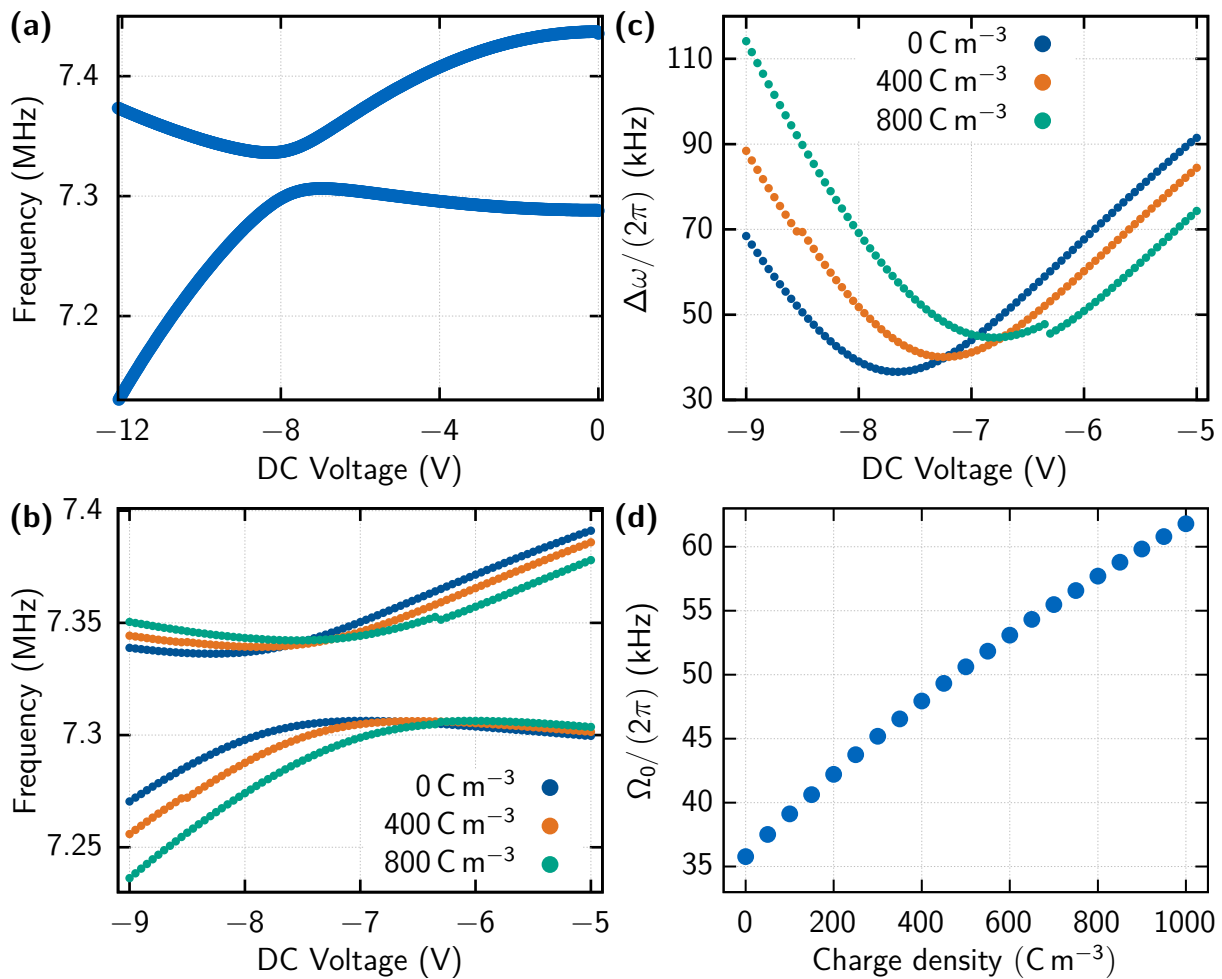 (a)
Frequency (MHz)
7.4
7.3
7.2
−12 −8 −4 0
DC Voltage (V)
(c)
Δω/(2π) (kHz)
110
90
70
50
30
0 C m⁻³
400 C m⁻³
800 C m⁻³
−9 −8 −7 −6 −5
DC Voltage (V)
(b)
Frequency (MHz)
7.4
7.35
7.3
7.25
0 C m⁻³
400 C m⁻³
800 C m⁻³
−9 −8 −7 −6 −5
DC Voltage (V)
(d)
Ω₀/(2π) (kHz)
60
55
50
45
40
35
0 200 400 600 800 1000
Charge density (C m⁻³)